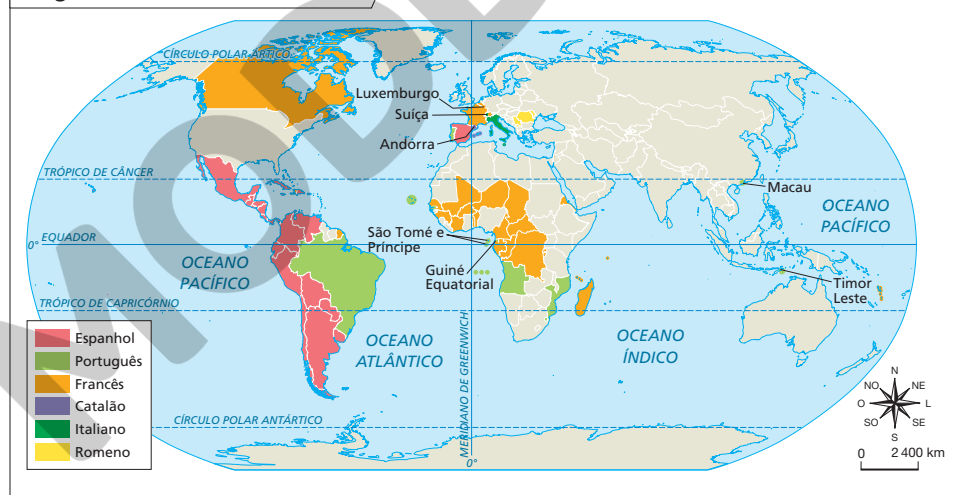 CÍRCULO POLAR ÁRTICO
Luxemburgo
Suíça
Andorra
TRÓPICO DE CÂNCER
Macau
OCEANO
PACÍFICO
São Tomé e
Príncipe
0° EQUADOR
OCEANO
PACÍFICO
Guiné
Equatorial
Timor
Leste
TRÓPICO DE CAPRICÓRNIO
OCEANO
ATLÂNTICO
MERIDIANO DE GREENWICH
OCEANO
ÍNDICO
Espanhol
Português
Francês
Catalão
Italiano
Romeno
CÍRCULO POLAR ANTÁRTICO
0°
N
NO
NE
O
L
SO
SE
S
0 2 400 km